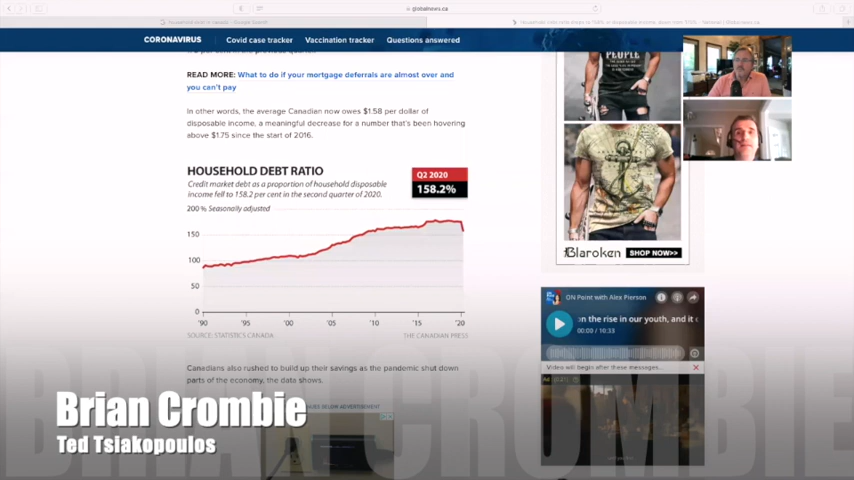 globalnews.ca
CORONAVIRUS Covid case tracker Vaccination tracker Questions answered
READ MORE: What to do if your mortgage deferrals are almost over and
you can't pay
In other words, the average Canadian now owes $1.58 per dollar of
disposable income, a meaningful decrease for a number that's been hovering
above $1.75 since the start of 2016.
PEOPLE
HOUSEHOLD DEBT RATIO
Credit market debt as a proportion of household disposable
income fell to 158.2 per cent in the second quarter of 2020.
Q2 2020
158.2%
200% Seasonally adjusted
150
100
50
0
'90 '95 '00 '05 '10 '15 '20
SOURCE: STATISTICS CANADA THE CANADIAN PRESS
Blaroken SHOP NOW>>
ON Point with Alex Pierson
n the rise in our youth, and it
00:00 / 10:33
Video will begin after these messages...
Canadians also rushed to build up their savings as the pandemic shut down
parts of the economy, the data shows.
Brian Crombie
Ted Tsiakopoulos
BRIAN CROMBIE